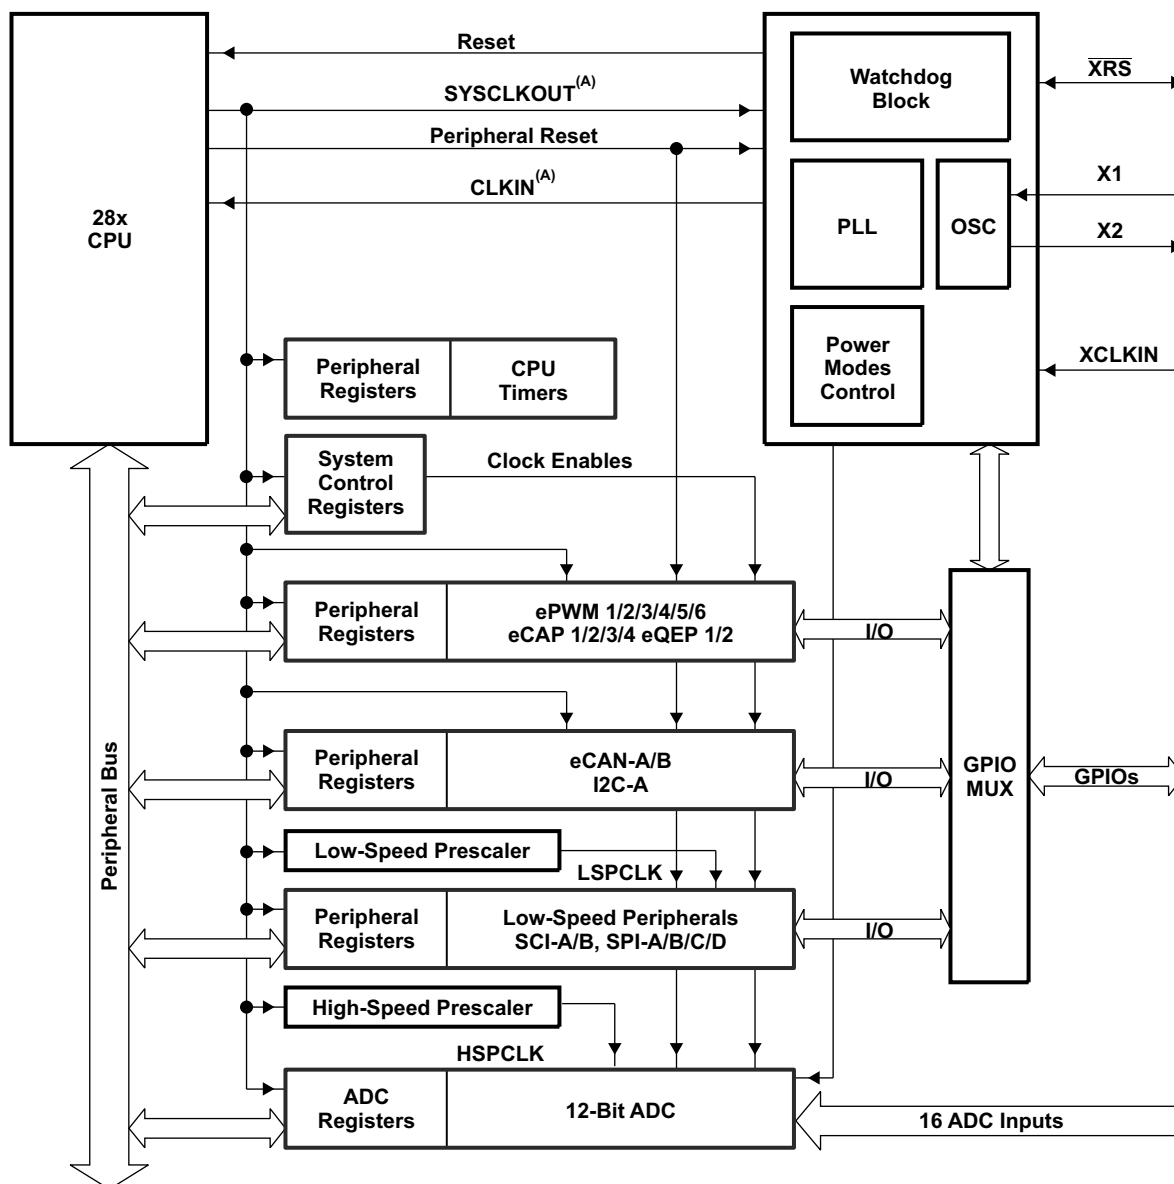 Reset
SYSCLKOUT(A)
Peripheral Reset
CLKIN(A)
28x
CPU
Watchdog
Block
PLL
OSC
Power
Modes
Control
XRS
X1
X2
XCLKIN
Peripheral
Registers
CPU
Timers
System
Control
Registers
Clock Enables
Peripheral
Registers
ePWM 1/2/3/4/5/6
eCAP 1/2/3/4 eQEP 1/2
I/O
Peripheral
Registers
eCAN-A/B
I2C-A
I/O
GPIO
MUX
GPIOs
Peripheral Bus
Low-Speed Prescaler
LSPCLK
Peripheral
Registers
Low-Speed Peripherals
SCI-A/B, SPI-A/B/C/D
I/O
High-Speed Prescaler
HSPCLK
ADC
Registers
12-Bit ADC
16 ADC Inputs